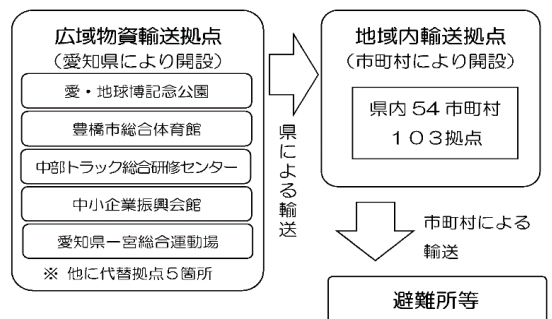 広域物資輸送拠点
(愛知県により開設)
愛・地球博記念公園
豊橋市総合体育館
中部トラック総合研修センター
中小企業振興会館
愛知県一宮総合運動場
※ 他に代替拠点5箇所
県による輸送
地域内輸送拠点
(市町村により開設)
県内 54 市町村
103拠点
市町村による
輸送
避難所等